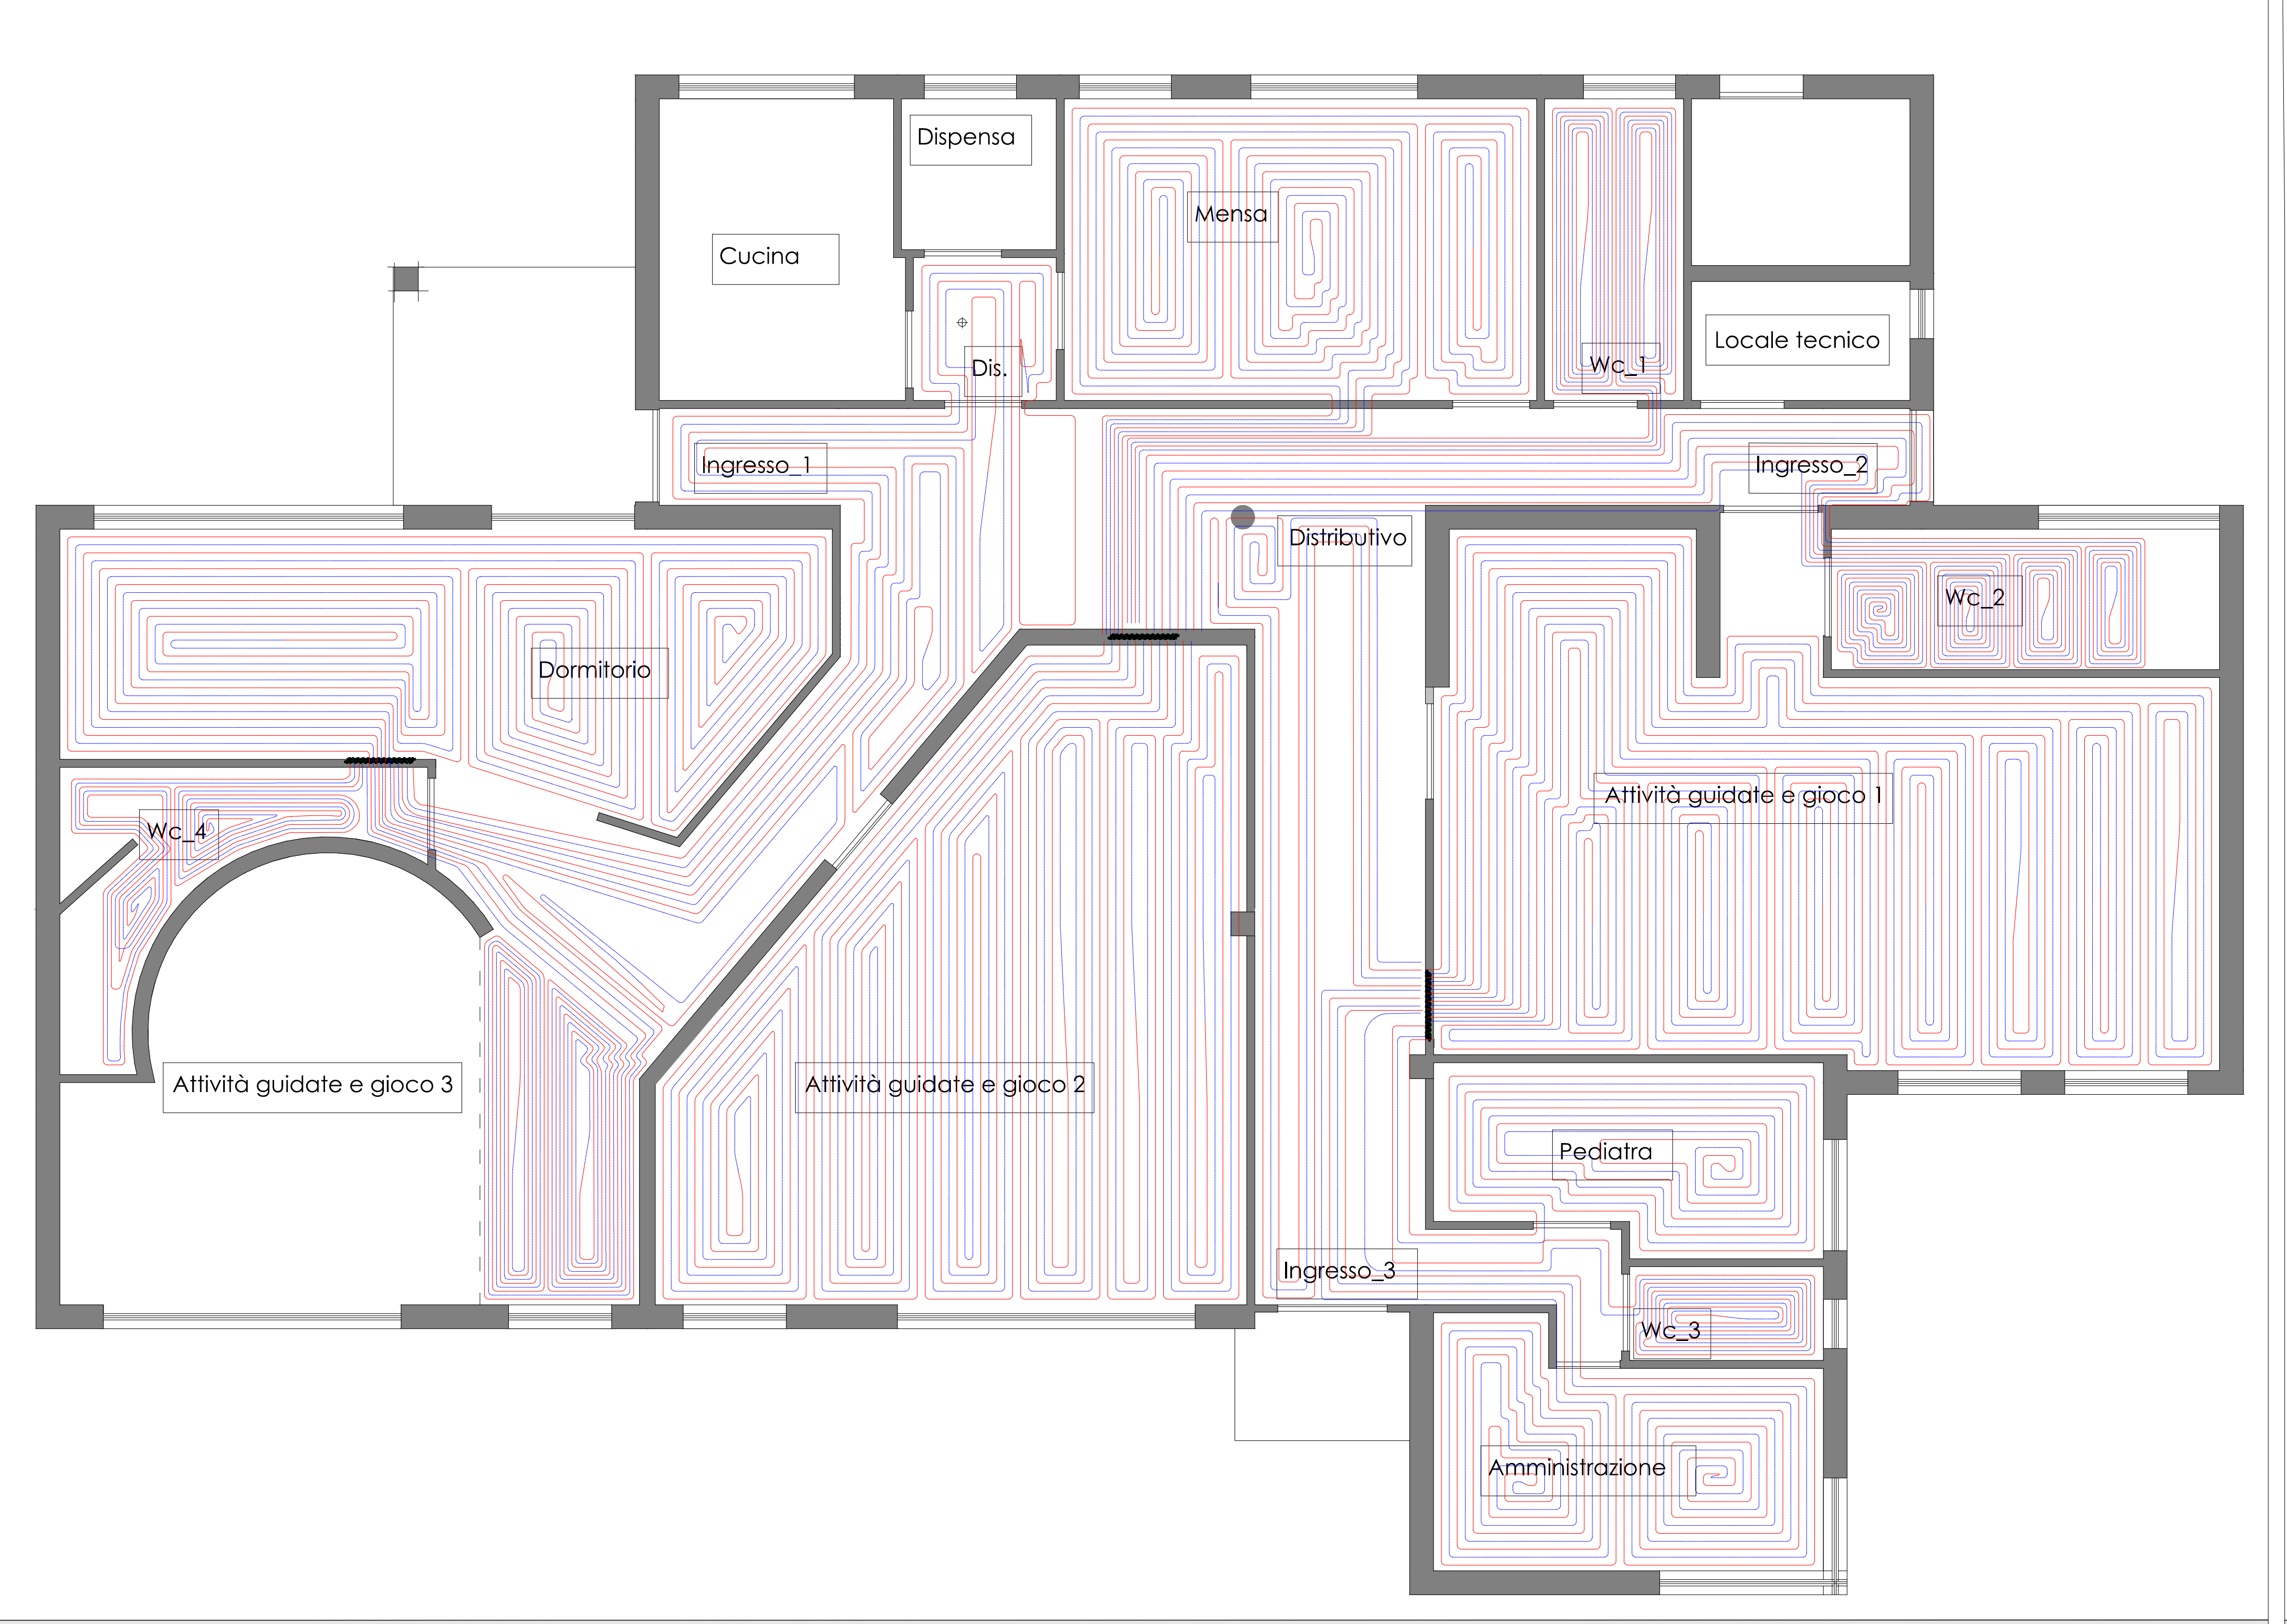 Dispensa
Mensa
Cucina
Locale tecnico
Wc_1
Dis.
Ingresso_1
Ingresso_2
Distributivo
Wc_2
Dormitorio
Attività guidate e gioco 1
Wc_4
Attività guidate e gioco 3
Attività guidate e gioco 2
Pediatra
Ingresso_3
Wc_3
Amministrazione